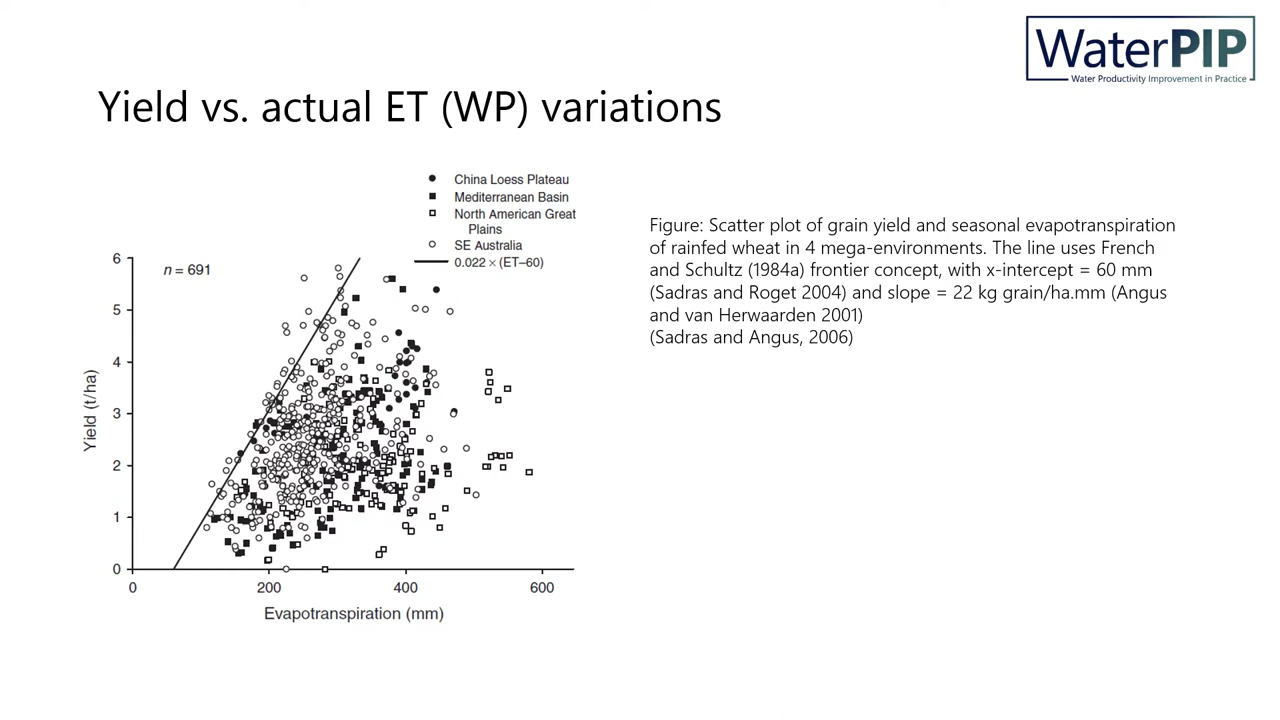 WaterPIP
Water Productivity Improvement in Practice
Yield vs. actual ET (WP) variations
China Loess Plateau
Mediterranean Basin
North American Great
Plains
SE Australia
0.022 × (ET–60)
n = 691
6
5
4
3
2
1
0
Yield (t/ha)
0
200
400
600
Evapotranspiration (mm)
Figure: Scatter plot of grain yield and seasonal evapotranspiration
of rainfed wheat in 4 mega-environments. The line uses French
and Schultz (1984a) frontier concept, with x-intercept = 60 mm
(Sadras and Roget 2004) and slope = 22 kg grain/ha.mm (Angus
and van Herwaarden 2001)
(Sadras and Angus, 2006)